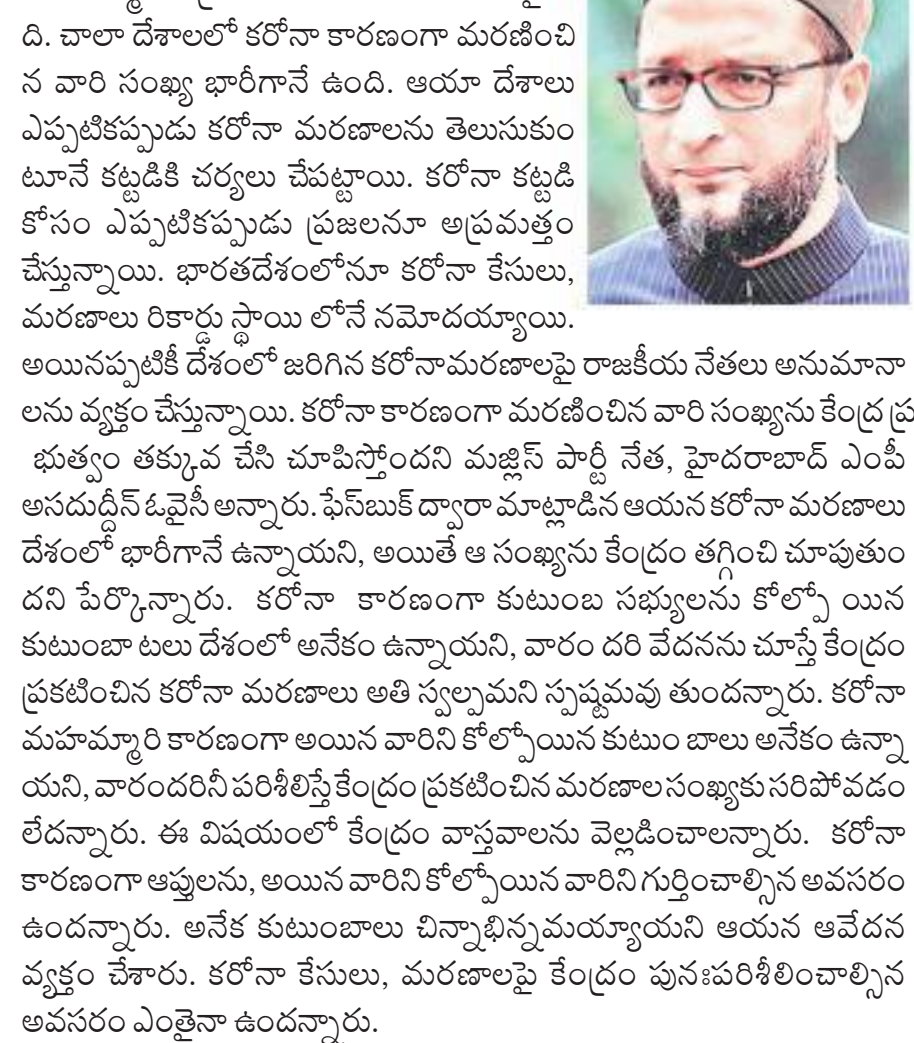 ది. చాలా దేశాలలో కరోనా కారణంగా మరణించి
న వారి సంఖ్య భారీగానే ఉంది. ఆయా దేశాలు
ఎప్పటికప్పుడు కరోనా మరణాలను తెలుసుకుం
టూనే కట్టడికి చర్యలు చేపట్టాయి. కరోనా కట్టడి
కోసం ఎప్పటికప్పుడు ప్రజలనూ అప్రమత్తం
చేస్తున్నాయి. భారతదేశంలోనూ కరోనా కేసులు,
మరణాలు రికార్డు స్థాయి లోనే నమోదయ్యాయి.
అయినప్పటికీ దేశంలో జరిగిన కరోనామరణాలపై రాజకీయ నేతలు అనుమానా
లను వ్యక్తం చేస్తున్నాయి. కరోనా కారణంగా మరణించిన వారి సంఖ్యను కేంద్ర ప్ర
భుత్వం తక్కువ చేసి చూపిస్తోందని మజ్లిస్ పార్టీ నేత, హైదరాబాద్ ఎంపీ
అసదుద్దీన్ ఓవైసీ అన్నారు. ఫేస్‌బుక్ ద్వారా మాట్లాడిన ఆయన కరోనా మరణాలు
దేశంలో భారీగానే ఉన్నాయని, అయితే ఆ సంఖ్యను కేంద్రం తగ్గించి చూపుతుం
దని పేర్కొన్నారు. కరోనా కారణంగా కుటుంబ సభ్యులను కోల్పో యిన
కుటుంబా టలు దేశంలో అనేకం ఉన్నాయని, వారం దరి వేదనను చూస్తే కేంద్రం
ప్రకటించిన కరోనా మరణాలు అతి స్వల్పమని స్పష్టమవు తుందన్నారు. కరోనా
మహమ్మారి కారణంగా అయిన వారిని కోల్పోయిన కుటుం బాలు అనేకం ఉన్నా
యని, వారందరినీ పరిశీలిస్తే కేంద్రం ప్రకటించిన మరణాల సంఖ్యకు సరిపోవడం
లేదన్నారు. ఈ విషయంలో కేంద్రం వాస్తవాలను వెల్లడించాలన్నారు. కరోనా
కారణంగా ఆప్తులను, అయిన వారిని కోల్పోయిన వారిని గుర్తించాల్సిన అవసరం
ఉందన్నారు. అనేక కుటుంబాలు చిన్నాభిన్నమయ్యాయని ఆయన ఆవేదన
వ్యక్తం చేశారు. కరోనా కేసులు, మరణాలపై కేంద్రం పునఃపరిశీలించాల్సిన
అవసరం ఎంతైనా ఉందన్నారు.